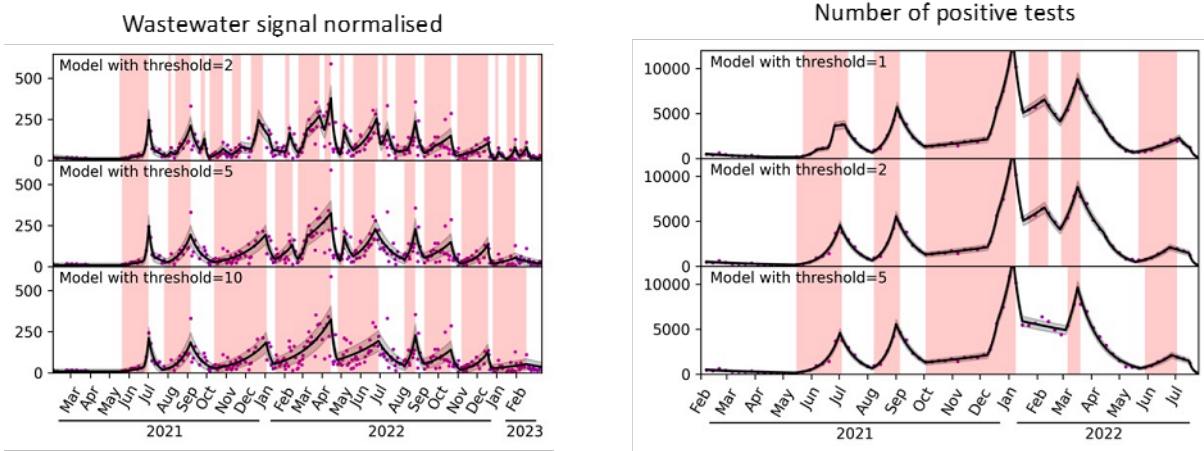 Wastewater signal normalised
Model with threshold=2
500
250
0
Model with threshold=5
500
250
0
Model with threshold=10
500
250
0
Mar Apr May Jun Jul Aug Sep Oct Nov Dec Jan Feb Mar Apr May Jun Jul Aug Sep Oct Nov Dec Jan Feb
2021 2022 2023
Number of positive tests
Model with threshold=1
10000
5000
0
Model with threshold=2
10000
5000
0
Model with threshold=5
10000
5000
0
Feb Mar Apr May Jun Jul Aug Sep Oct Nov Dec Jan Feb Mar Apr May Jun Jul
2021 2022